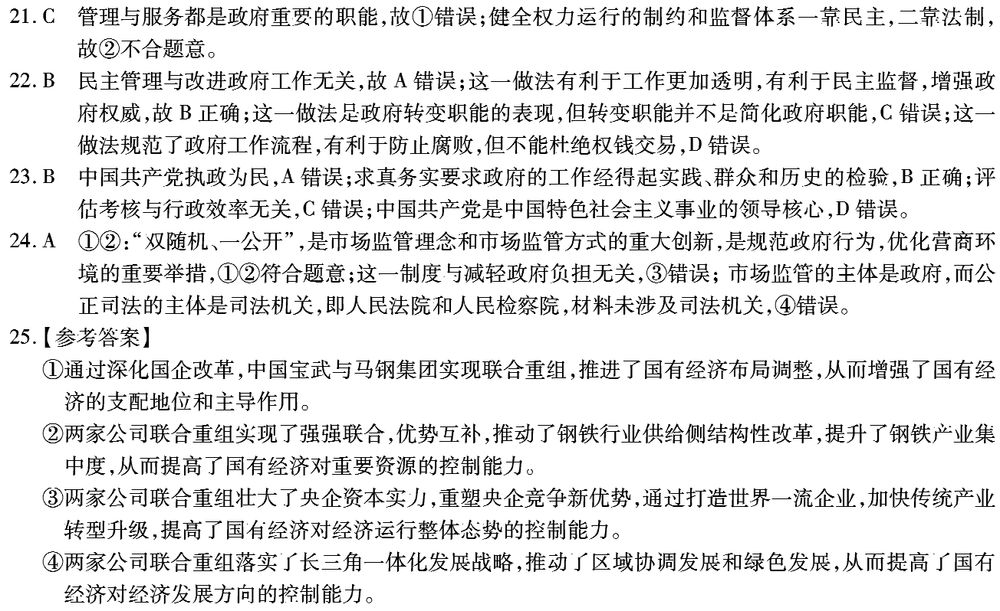 21. C 管理与服务都是政府重要的职能,故①错误;健全权力运行的制约和监督体系一靠民主,二靠法制,
故②不合题意。
22. B 民主管理与改进政府工作无关,故 A 错误;这一做法有利于工作更加透明,有利于民主监督,增强政
府权威,故 B 正确;这一做法是政府转变职能的表现,但转变职能并不是简化政府职能,C 错误;这一
做法规范了政府工作流程,有利于防止腐败,但不能杜绝权钱交易,D 错误。
23. B 中国共产党执政为民,A 错误;求真务实要求政府的工作经得起实践、群众和历史的检验,B 正确;评
估考核与行政效率无关,C 错误;中国共产党是中国特色社会主义事业的领导核心,D 错误。
24. A ①②:“双随机、一公开”,是市场监管理念和市场监管方式的重大创新,是规范政府行为,优化营商环
境的重要举措,①②符合题意;这一制度与减轻政府负担无关,③错误; 市场监管的主体是政府,而公
正司法的主体是司法机关,即人民法院和人民检察院,材料未涉及司法机关,④错误。
25.【参考答案】
①通过深化国企改革,中国宝武与马钢集团实现联合重组,推进了国有经济布局调整,从而增强了国有经
济的支配地位和主导作用。
②两家公司联合重组实现了强强联合,优势互补,推动了钢铁行业供给侧结构性改革,提升了钢铁产业集
中度,从而提高了国有经济对重要资源的控制能力。
③两家公司联合重组壮大了央企资本实力,重塑央企竞争新优势,通过打造世界一流企业,加快传统产业
转型升级,提高了国有经济对经济运行整体态势的控制能力。
④两家公司联合重组落实了长三角一体化发展战略,推动了区域协调发展和绿色发展,从而提高了国有
经济对经济发展方向的控制能力。